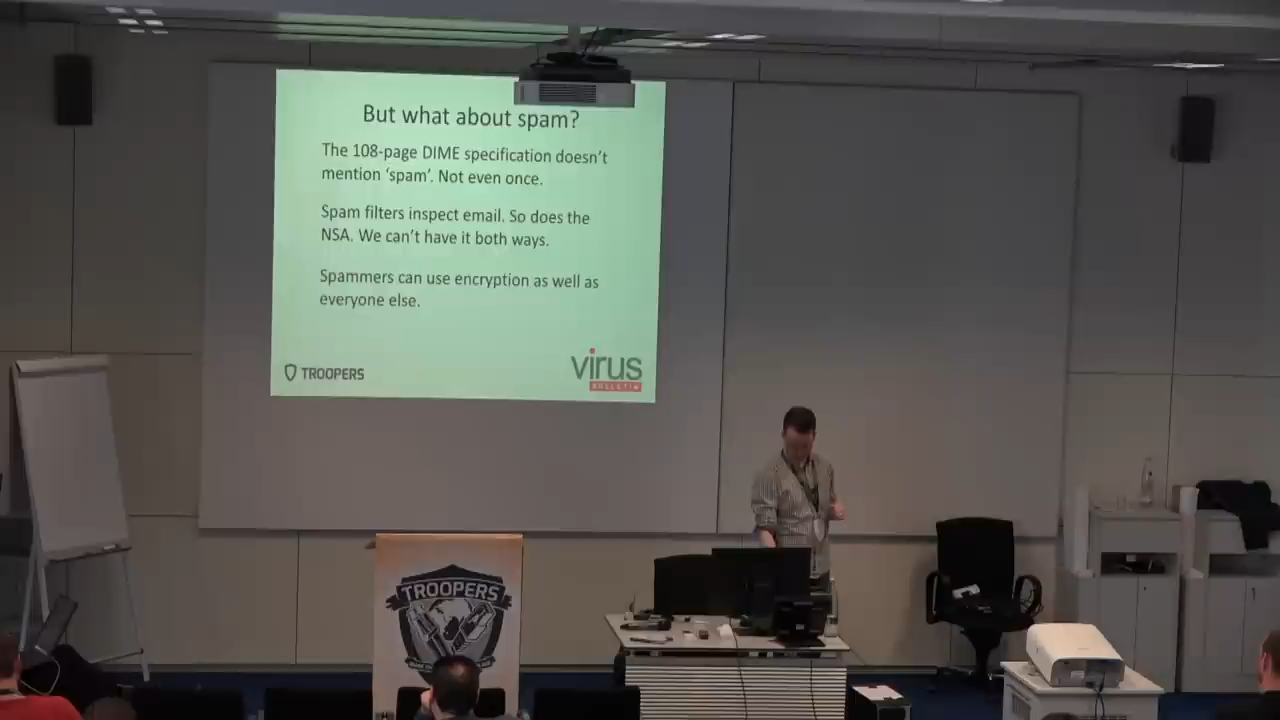 But what about spam?
The 108-page DIME specification doesn't
mention 'spam'. Not even once.
Spam filters inspect email. So does the
NSA. We can't have it both ways.
Spammers can use encryption as well as
everyone else.
TROOPERS
virus
BULLETIN
TROOPERS